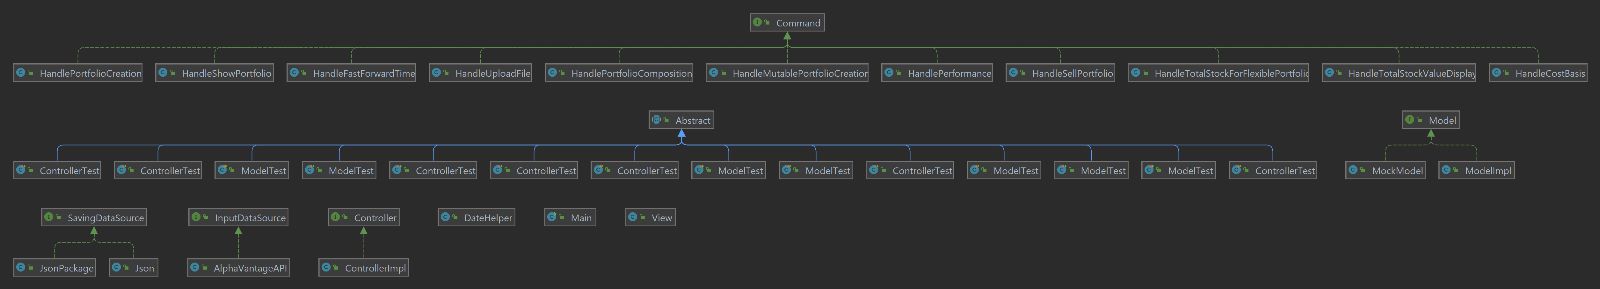 Command
HandlePortfolioCreation HandleShowPortfolio HandleFastForwardTime HandleUploadFile HandlePortfolioComposition HandleMutablePortfolioCreation HandlePerformance HandleSellPortfolio HandleTotalStockForFlexiblePortfolio HandleTotalStockValueDisplay HandleCostBasis
Abstract Model
ControllerTest ControllerTest ModelTest ModelTest ControllerTest ControllerTest ControllerTest ModelTest ModelTest ControllerTest ModelTest ModelTest ModelTest ControllerTest MockModel ModelImpl
SavingDataSource InputDataSource Controller DateHelper Main View
JsonPackage Json AlphaVantageAPI ControllerImpl